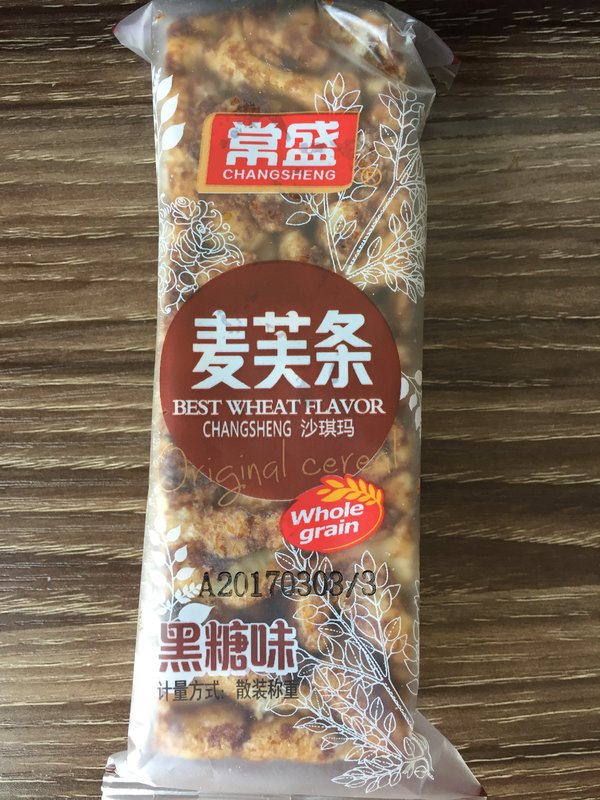 常盛
CHANGSHENG
®
麦芙条
BEST WHEAT FLAVOR
CHANGSHENG 沙琪玛
Original cereal
Whole
grain
A20170303/3
黑糖味
计量方式：散装称重